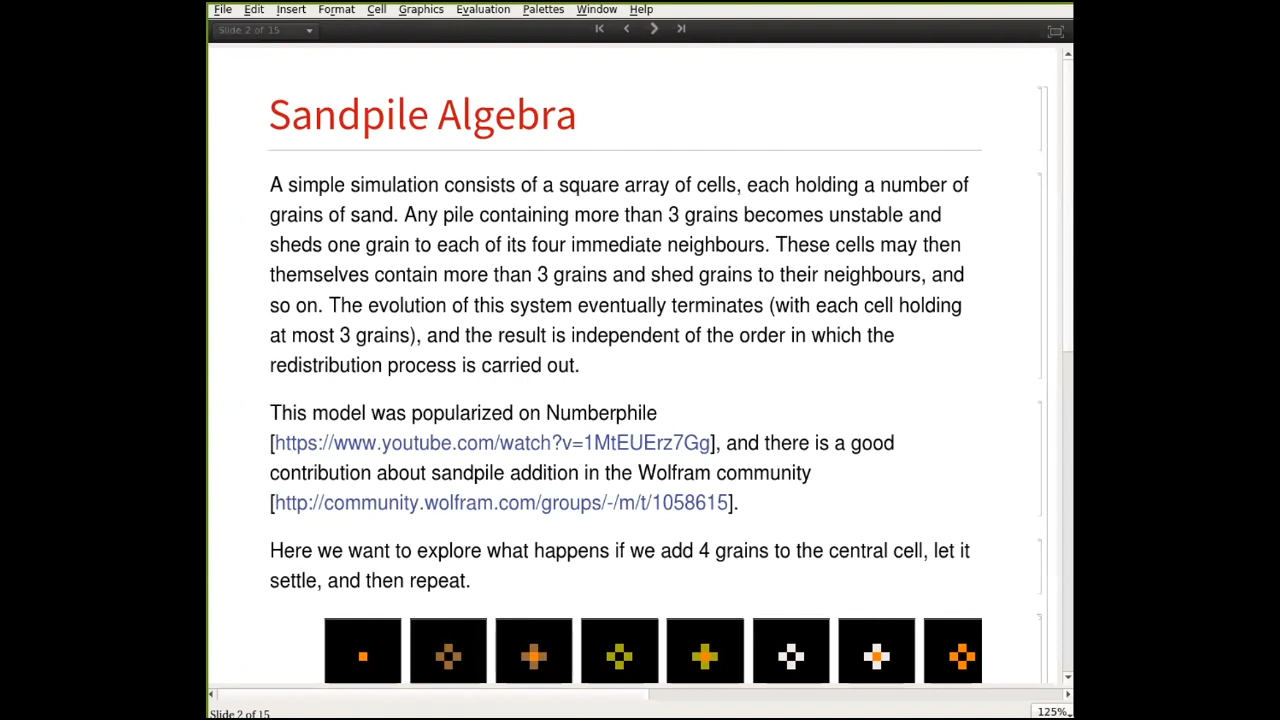 File Edit Insert Format Cell Graphics Evaluation Palettes Window Help
Slide 2 of 15
Sandpile Algebra
A simple simulation consists of a square array of cells, each holding a number of
grains of sand. Any pile containing more than 3 grains becomes unstable and
sheds one grain to each of its four immediate neighbours. These cells may then
themselves contain more than 3 grains and shed grains to their neighbours, and
so on. The evolution of this system eventually terminates (with each cell holding
at most 3 grains), and the result is independent of the order in which the
redistribution process is carried out.
This model was popularized on Numberphile
[https://www.youtube.com/watch?v=1MtEUErz7Gg], and there is a good
contribution about sandpile addition in the Wolfram community
[http://community.wolfram.com/groups/-/m/t/1058615].
Here we want to explore what happens if we add 4 grains to the central cell, let it
settle, and then repeat.
Slide 2 of 15
125%